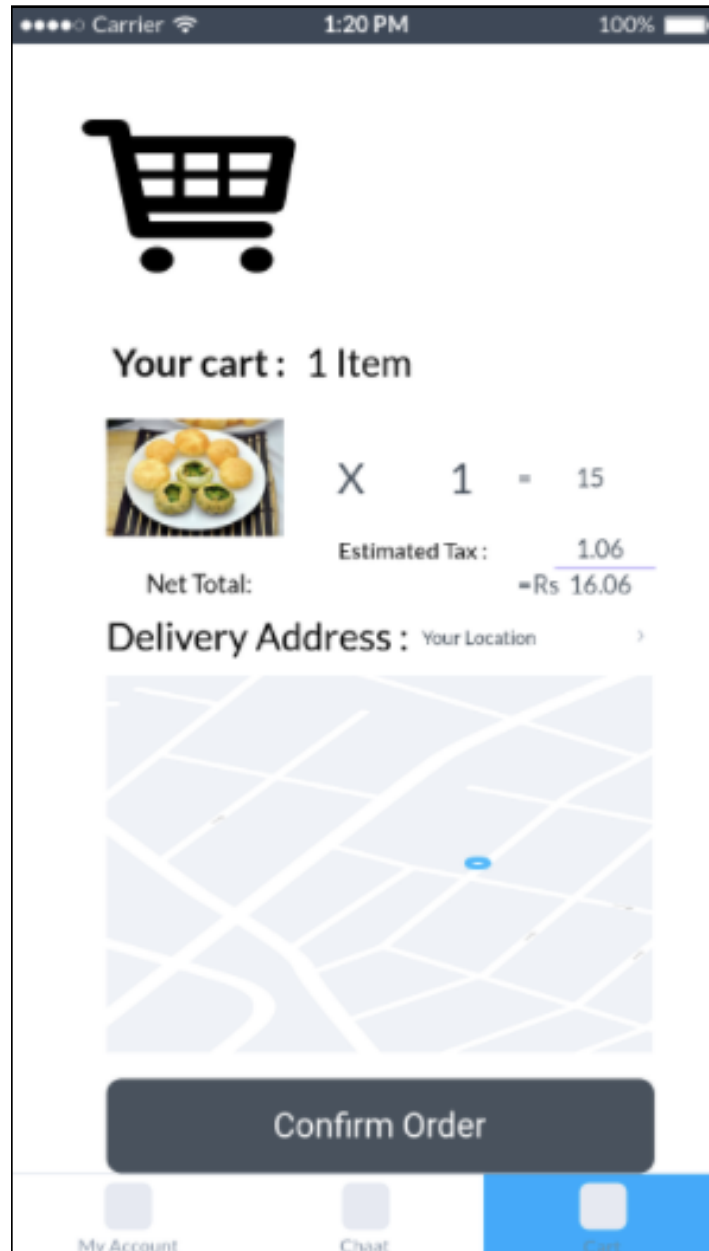 Carrier 1:20 PM 100%
Your cart : 1 Item
X 1 = 15
Estimated Tax : 1.06
Net Total: =Rs 16.06
Delivery Address : Your Location >
Confirm Order
My Account Chaat Cart